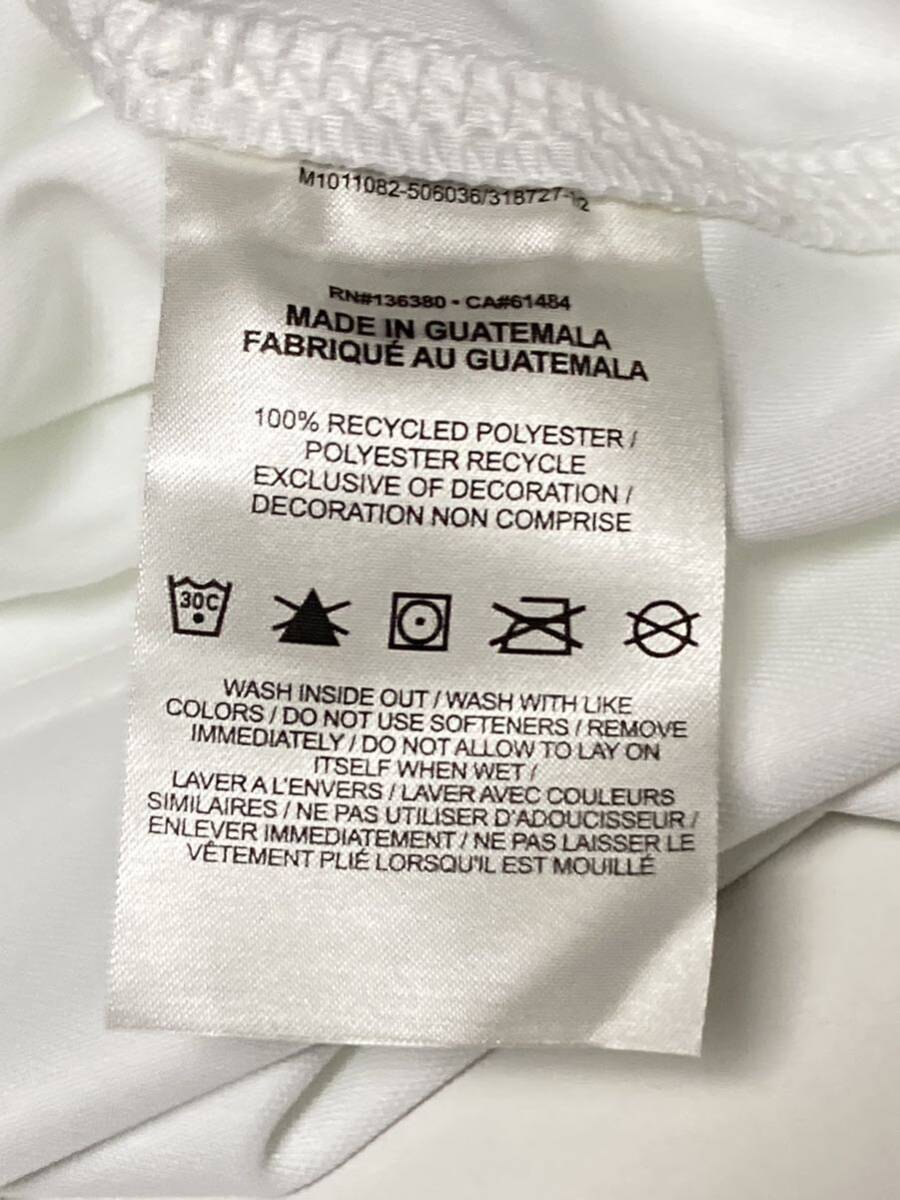 M1011082-506036/318727-1/2
RN#136380 - CA#61484
MADE IN GUATEMALA
FABRIQUÉ AU GUATEMALA
100% RECYCLED POLYESTER /
POLYESTER RECYCLE
EXCLUSIVE OF DECORATION /
DECORATION NON COMPRISE
30C
WASH INSIDE OUT / WASH WITH LIKE
COLORS / DO NOT USE SOFTENERS / REMOVE
IMMEDIATELY / DO NOT ALLOW TO LAY ON
ITSELF WHEN WET /
LAVER A L'ENVERS / LAVER AVEC COULEURS
SIMILAIRES / NE PAS UTILISER D'ADOUCISSEUR /
ENLEVER IMMEDIATEMENT / NE PAS LAISSER LE
VÊTEMENT PLIÉ LORSQU'IL EST MOUILLÉ